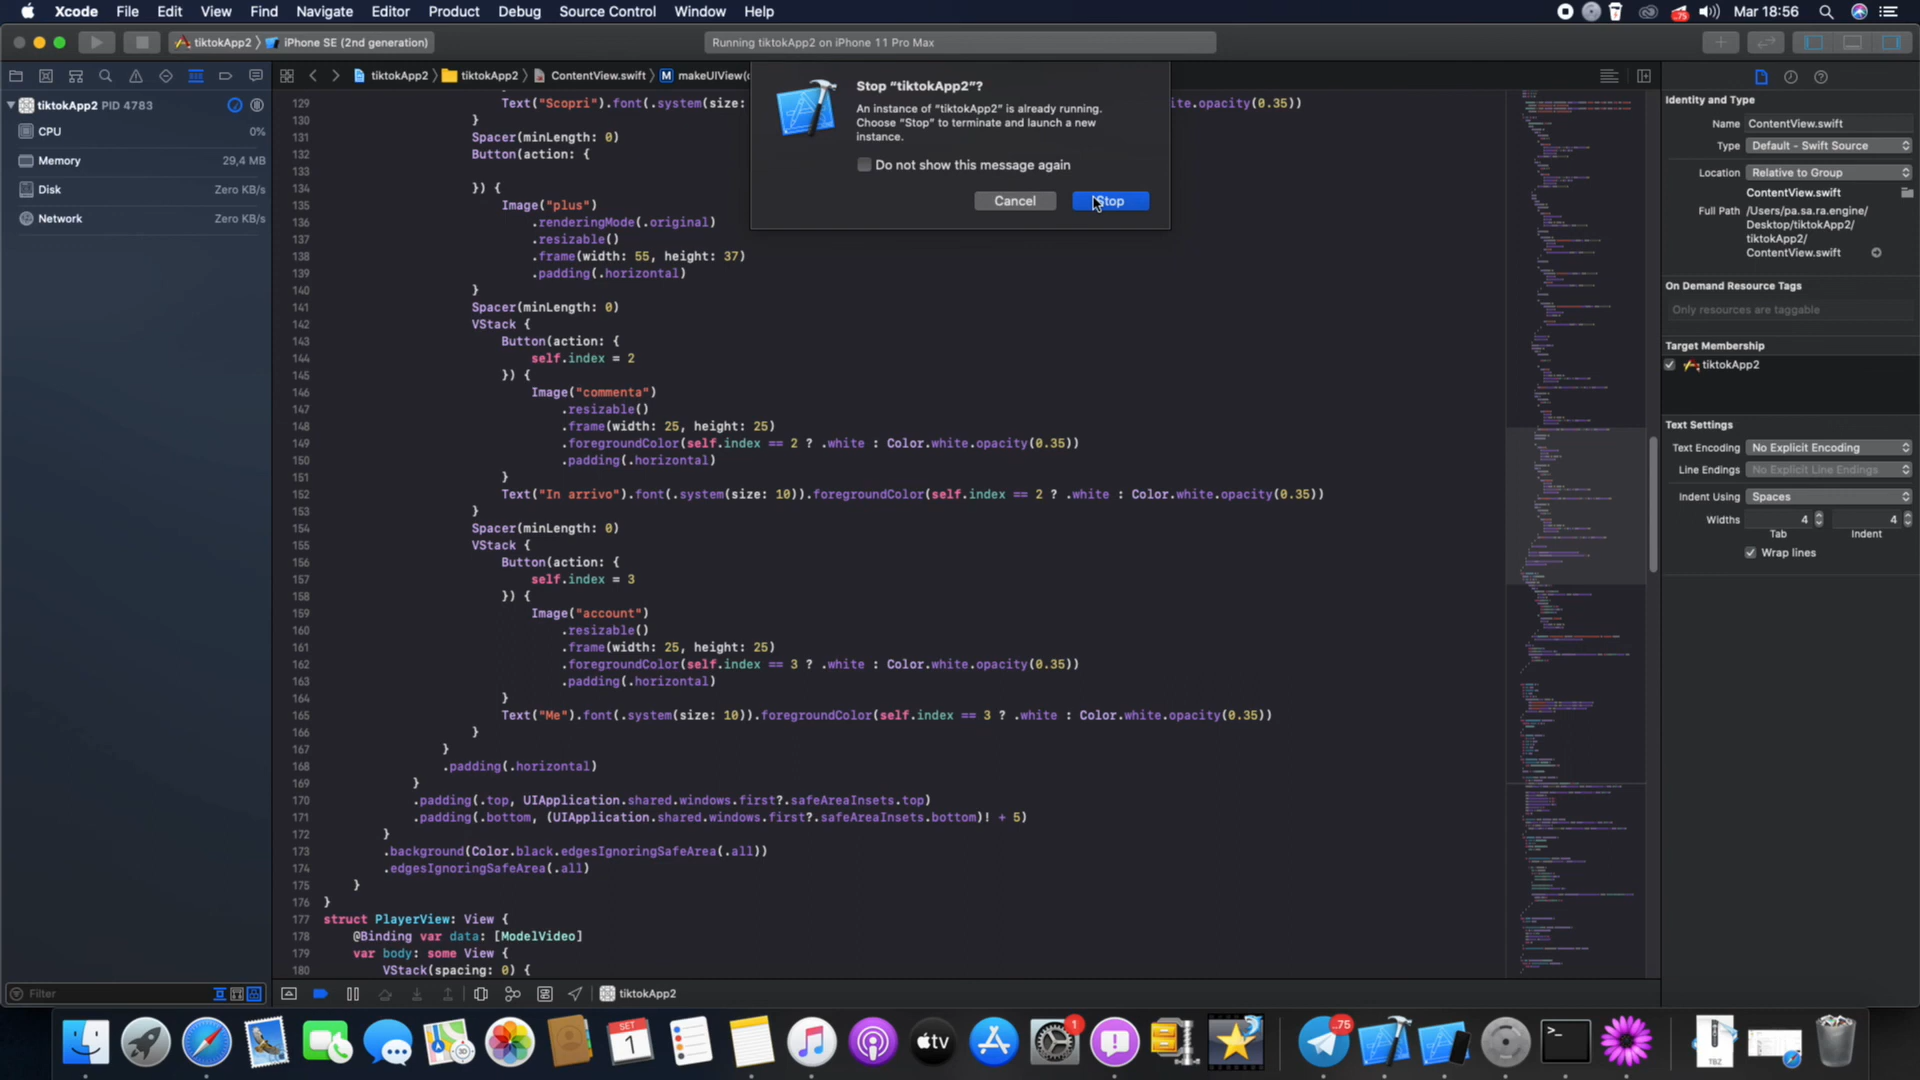 Xcode File Edit View Find Navigate Editor Product Debug Source Control Window Help
.75 Mar 18:56
tiktokApp2 iPhone SE (2nd generation)
Running tiktokApp2 on iPhone 11 Pro Max
tiktokApp2 tiktokApp2 ContentView.swift M makeUIView(c
tiktokApp2 PID 4783
CPU 0%
Memory 29,4 MB
Disk Zero KB/s
Network Zero KB/s
Filter
Stop “tiktokApp2”?
An instance of “tiktokApp2” is already running.
Choose “Stop” to terminate and launch a new
instance.
Do not show this message again
Cancel Stop
129 Text("Scopri").font(.system(size: ite.opacity(0.35))
130 }
131 Spacer(minLength: 0)
132 Button(action: {
133
134 }) {
135 Image("plus")
136 .renderingMode(.original)
137 .resizable()
138 .frame(width: 55, height: 37)
139 .padding(.horizontal)
140 }
141 Spacer(minLength: 0)
142 VStack {
143 Button(action: {
144 self.index = 2
145 }) {
146 Image("commenta")
147 .resizable()
148 .frame(width: 25, height: 25)
149 .foregroundColor(self.index == 2 ? .white : Color.white.opacity(0.35))
150 .padding(.horizontal)
151 }
152 Text("In arrivo").font(.system(size: 10)).foregroundColor(self.index == 2 ? .white : Color.white.opacity(0.35))
153 }
154 Spacer(minLength: 0)
155 VStack {
156 Button(action: {
157 self.index = 3
158 }) {
159 Image("account")
160 .resizable()
161 .frame(width: 25, height: 25)
162 .foregroundColor(self.index == 3 ? .white : Color.white.opacity(0.35))
163 .padding(.horizontal)
164 }
165 Text("Me").font(.system(size: 10)).foregroundColor(self.index == 3 ? .white : Color.white.opacity(0.35))
166 }
167 }
168 .padding(.horizontal)
169 }
170 .padding(.top, UIApplication.shared.windows.first?.safeAreaInsets.top)
171 .padding(.bottom, (UIApplication.shared.windows.first?.safeAreaInsets.bottom)! + 5)
172 }
173 .background(Color.black.edgesIgnoringSafeArea(.all))
174 .edgesIgnoringSafeArea(.all)
175 }
176 }
177 struct PlayerView: View {
178 @Binding var data: [ModelVideo]
179 var body: some View {
180 VStack(spacing: 0) {
tiktokApp2
Identity and Type
Name ContentView.swift
Type Default - Swift Source
Location Relative to Group
ContentView.swift
Full Path /Users/pa.sa.ra.engine/
Desktop/tiktokApp2/
tiktokApp2/
ContentView.swift
On Demand Resource Tags
Only resources are taggable
Target Membership
tiktokApp2
Text Settings
Text Encoding No Explicit Encoding
Line Endings No Explicit Line Endings
Indent Using Spaces
Widths 4 4
Tab Indent
Wrap lines
SET
1
tv
1
.75
TBZ